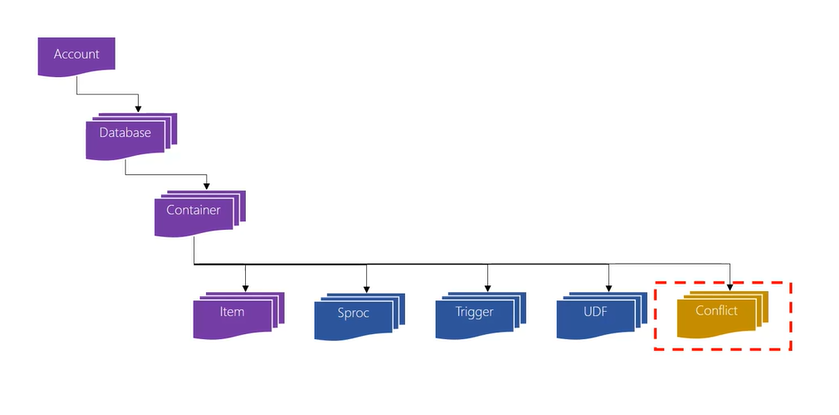 Account
Database
Container
Item
Sproc
Trigger
UDF
Conflict